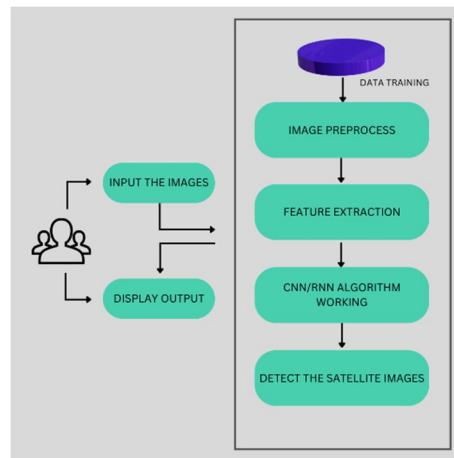 DATA TRAINING
IMAGE PREPROCESS
INPUT THE IMAGES
FEATURE EXTRACTION
DISPLAY OUTPUT
CNN/RNN ALGORITHM
WORKING
DETECT THE SATELLITE IMAGES